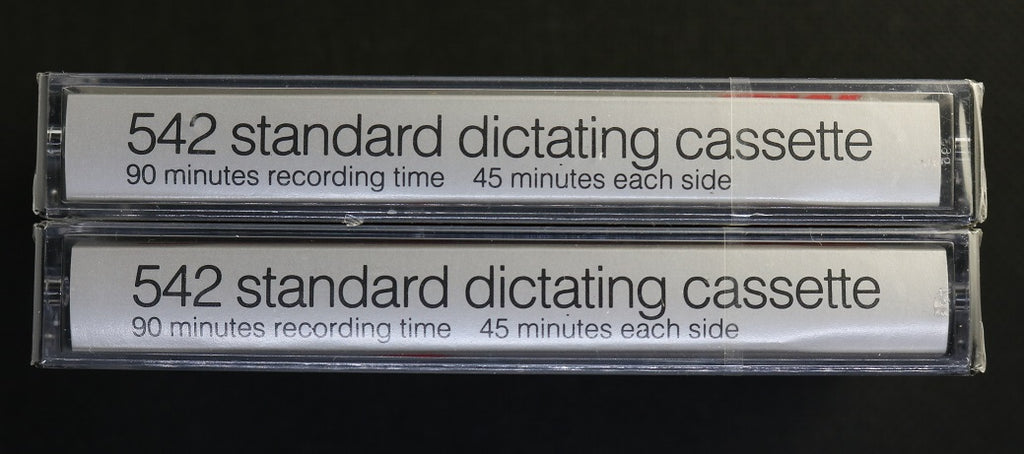 542 standard dictating cassette
90 minutes recording time 45 minutes each side
542 standard dictating cassette
90 minutes recording time 45 minutes each side